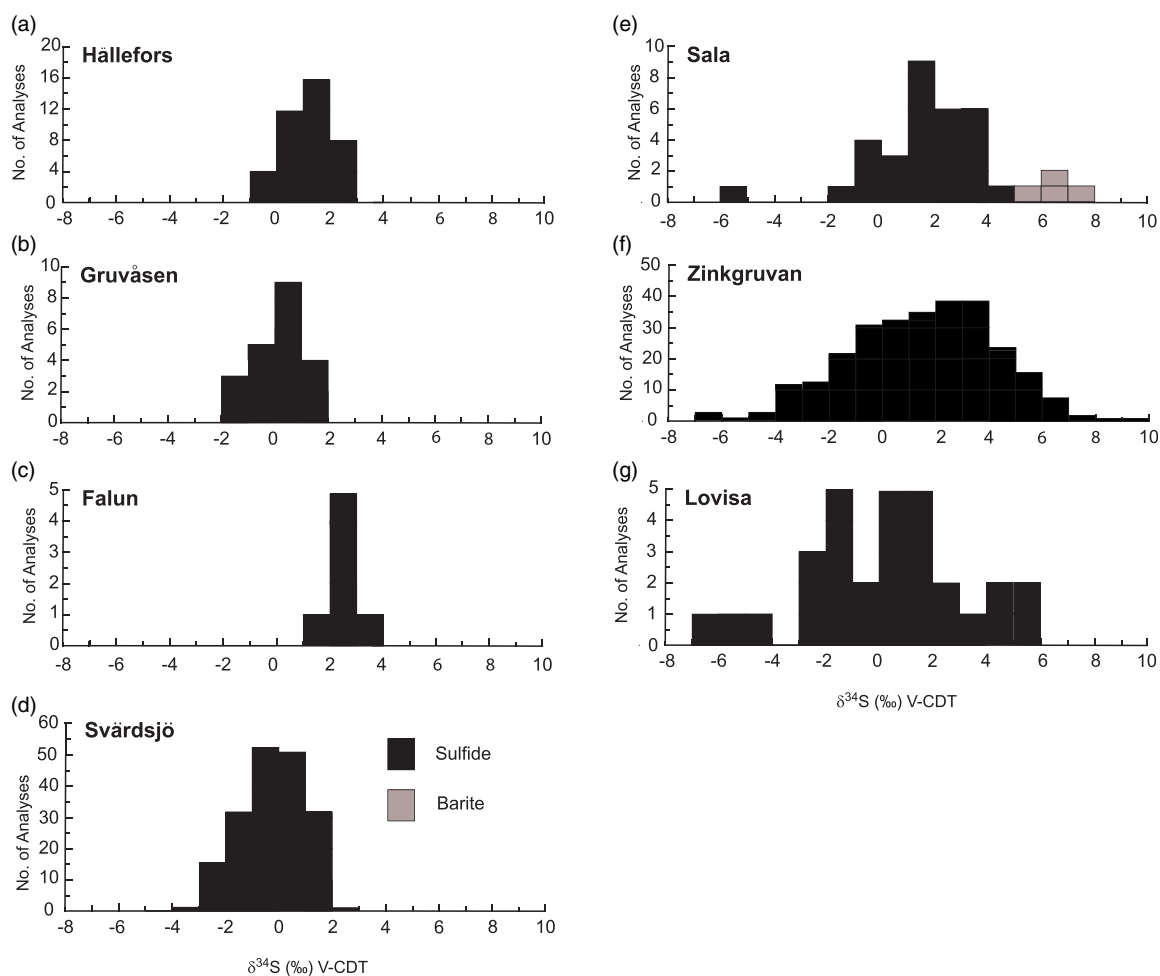 (a)
Hällefors
No. of Analyses
20
16
12
8
4
0
-8 -6 -4 -2 0 2 4 6 8 10
(b)
Gruvåsen
No. of Analyses
10
8
6
4
2
0
-8 -6 -4 -2 0 2 4 6 8 10
(c)
Falun
No. of Analyses
5
4
3
2
1
0
-8 -6 -4 -2 0 2 4 6 8 10
(d)
Svärdsjö
No. of Analyses
60
50
40
30
20
10
0
-8 -6 -4 -2 0 2 4 6 8 10
δ34S (‰) V-CDT
Sulfide
Barite
(e)
Sala
No. of Analyses
10
8
6
4
2
0
-8 -6 -4 -2 0 2 4 6 8 10
(f)
Zinkgruvan
No. of Analyses
50
40
30
20
10
0
-8 -6 -4 -2 0 2 4 6 8 10
(g)
Lovisa
No. of Analyses
5
4
3
2
1
0
-8 -6 -4 -2 0 2 4 6 8 10
δ34S (‰) V-CDT